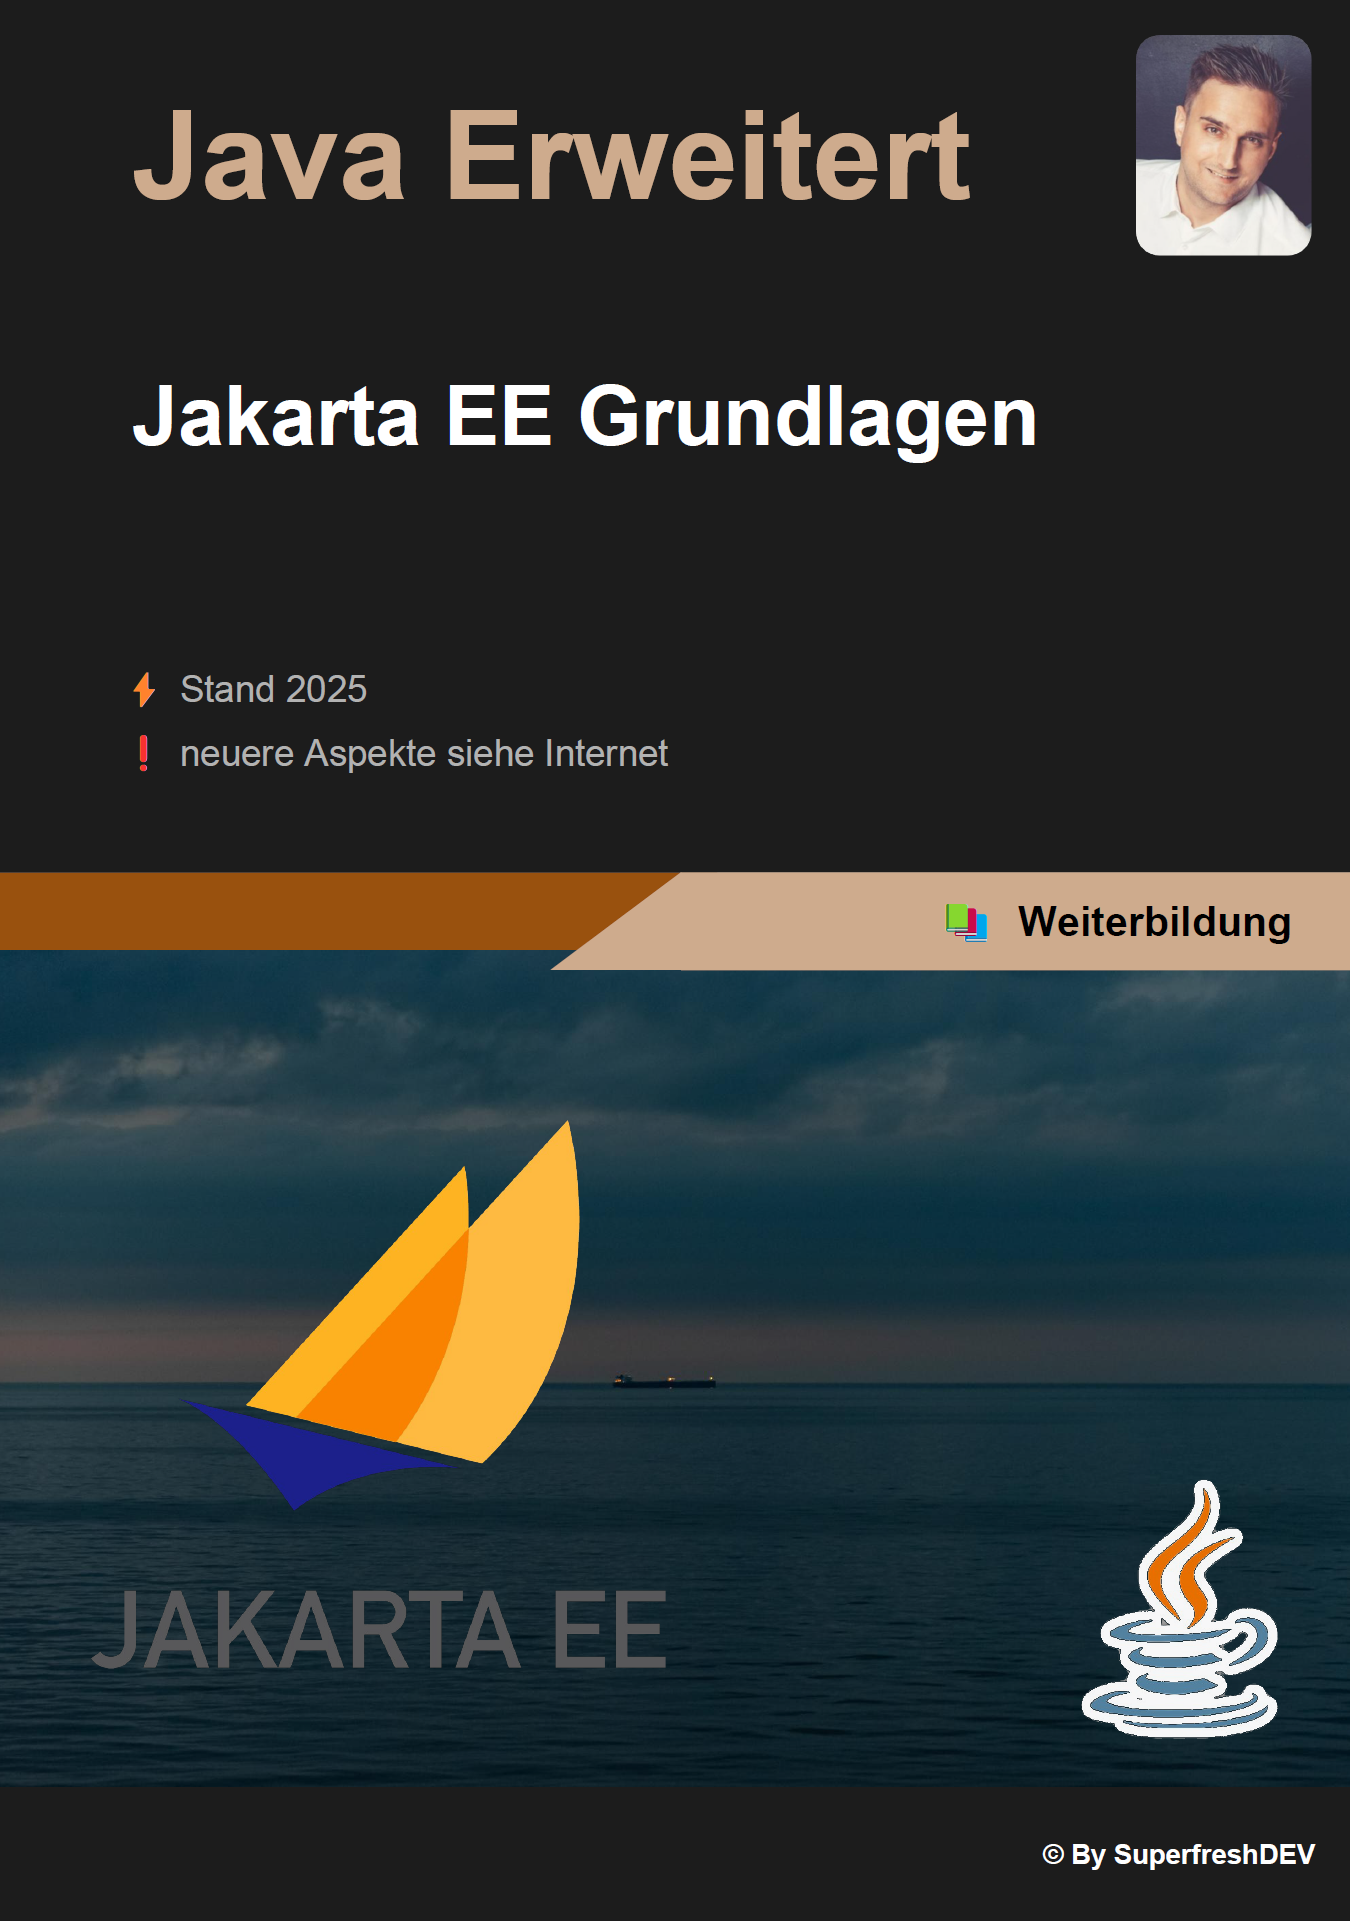 Java Erweitert
Jakarta EE Grundlagen
Stand 2025
neuere Aspekte siehe Internet
Weiterbildung
JAKARTA EE
© By SuperfreshDEV